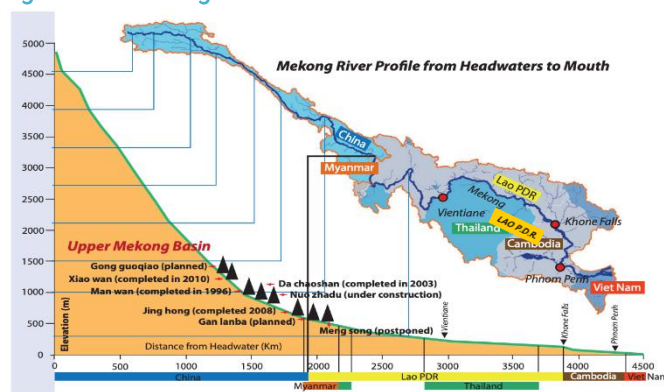 Mekong River Profile from Headwaters to Mouth
5000
4500
4000
3500
3000
2500
2000
1500
1000
500
0
Elevation (m)
China
Myanmar
Lao PDR
Mekong
Vientiane
LAO P.D.R.
Thailand
Khone Falls
Cambodia
Phnom Penh
Viet Nam
Upper Mekong Basin
Gong guoqiao (planned)
Xiao wan (completed in 2010)
Man wan (completed in 1996)
Da chaoshan (completed in 2003)
Nuo zhadu (under construction)
Jing hong (completed 2008)
Gan lanba (planned)
Meng song (postponed)
Vientiane
Khone Falls
Phnom Penh
Distance from Headwater (Km)
0 500 1000 1500 2000 2500 3000 3500 4000 4500
China
Lao PDR
Cambodia
Viet Nam
Myanmar
Thailand